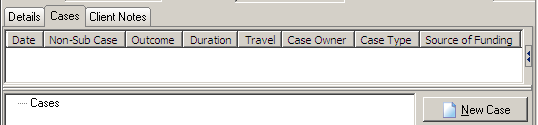 Details Cases Client Notes
Date Non-Sub Case Outcome Duration Travel Case Owner Case Type Source of Funding
Cases
New Case